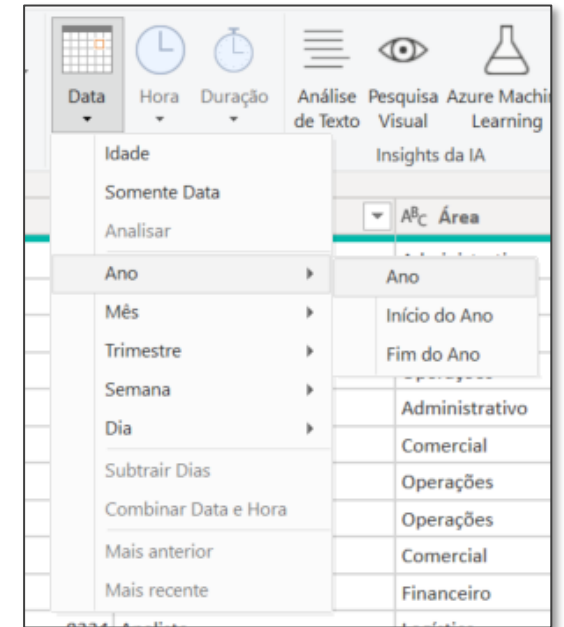 Data
Hora
Duração
Análise
de Texto
Pesquisa
Visual
Azure Machi
Learning
Insights da IA
Idade
Somente Data
Analisar
Ano
Mês
Trimestre
Semana
Dia
Subtrair Dias
Combinar Data e Hora
Mais anterior
Mais recente
Ano
Início do Ano
Fim do Ano
ABC Área
Administrativo
Comercial
Operações
Operações
Comercial
Financeiro